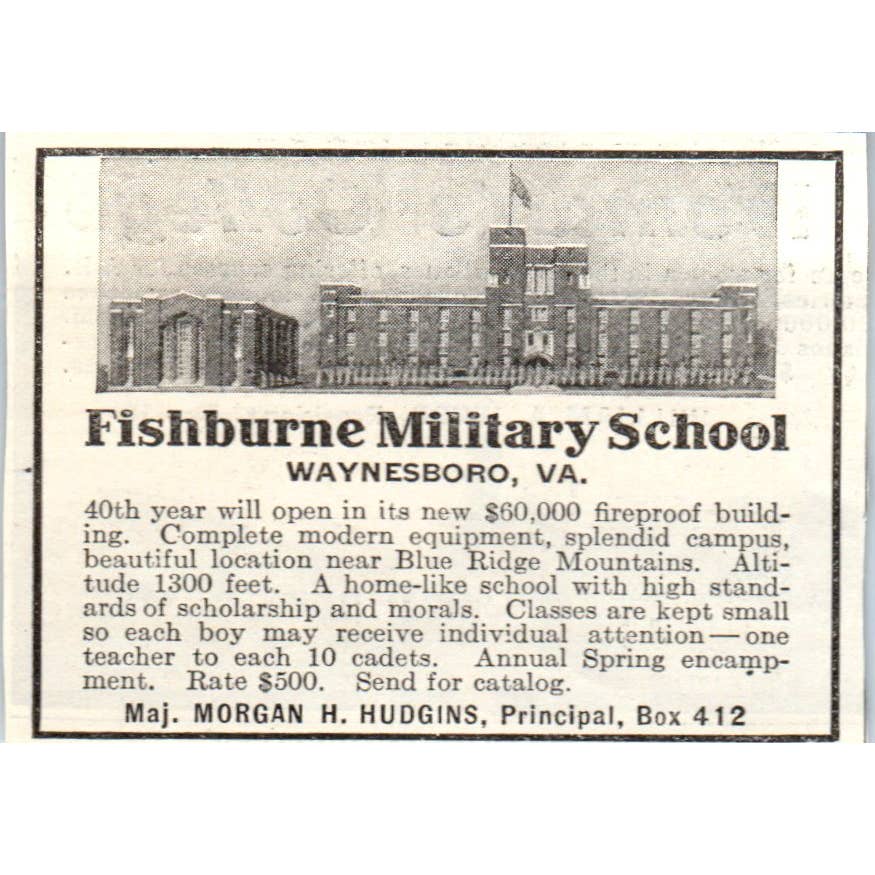 Fishburne Military School
WAYNESBORO, VA.
40th year will open in its new $60,000 fireproof build-
ing. Complete modern equipment, splendid campus,
beautiful location near Blue Ridge Mountains. Alti-
tude 1300 feet. A home-like school with high stand-
ards of scholarship and morals. Classes are kept small
so each boy may receive individual attention—one
teacher to each 10 cadets. Annual Spring encamp-
ment. Rate $500. Send for catalog.
Maj. MORGAN H. HUDGINS, Principal, Box 412